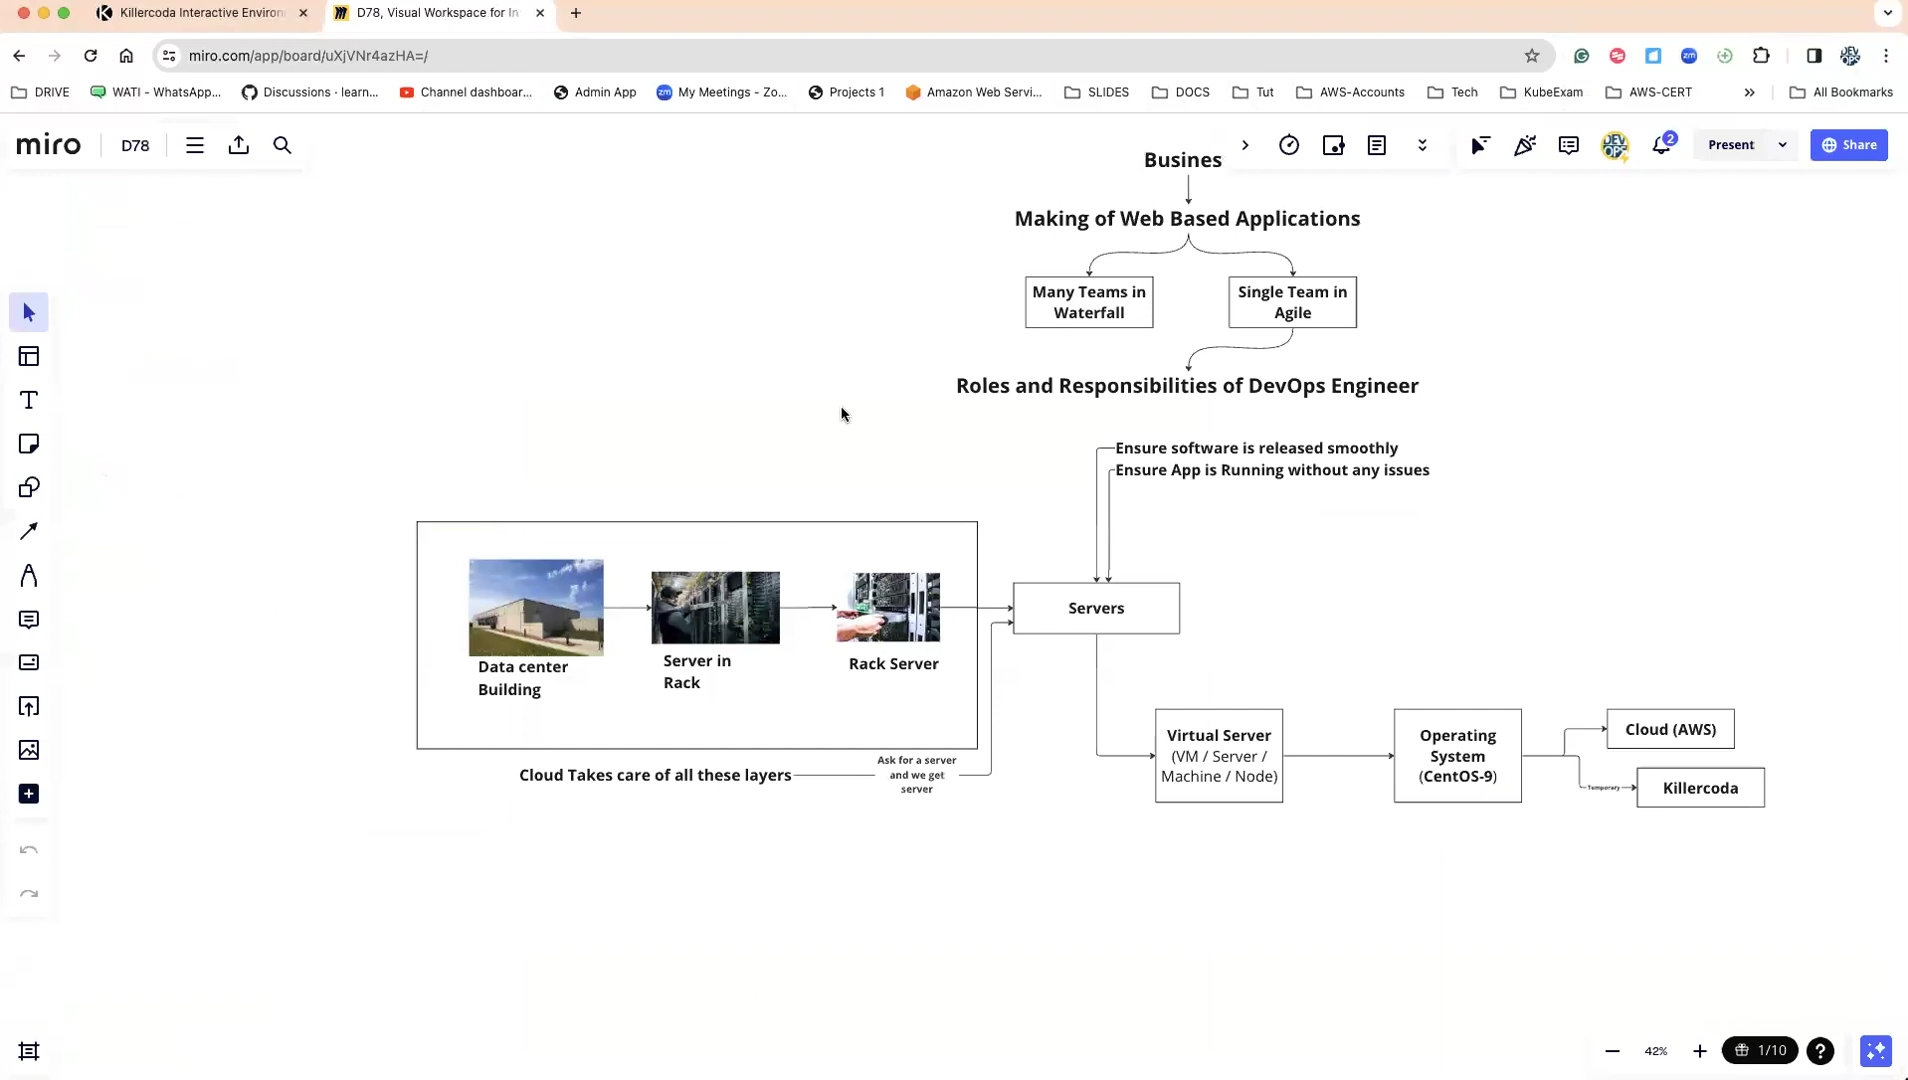 Killercoda Interactive Environ
D78, Visual Workspace for In
miro.com/app/board/uXjVNr4azHA=/
DRIVE
WATI - WhatsApp...
Discussions · learn...
Channel dashboar...
Admin App
My Meetings - Zo...
Projects 1
Amazon Web Servi...
SLIDES
DOCS
Tut
AWS-Accounts
Tech
KubeExam
AWS-CERT
All Bookmarks
miro
D78
2
Present
Share
Busines
Making of Web Based Applications
Many Teams in
Waterfall
Single Team in
Agile
Roles and Responsibilities of DevOps Engineer
Ensure software is released smoothly
Ensure App is Running without any issues
Data center
Building
Server in
Rack
Rack Server
Servers
Cloud Takes care of all these layers
Ask for a server
and we get
server
Virtual Server
(VM / Server /
Machine / Node)
Operating
System
(CentOS-9)
Cloud (AWS)
Temporary
Killercoda
42%
1/10